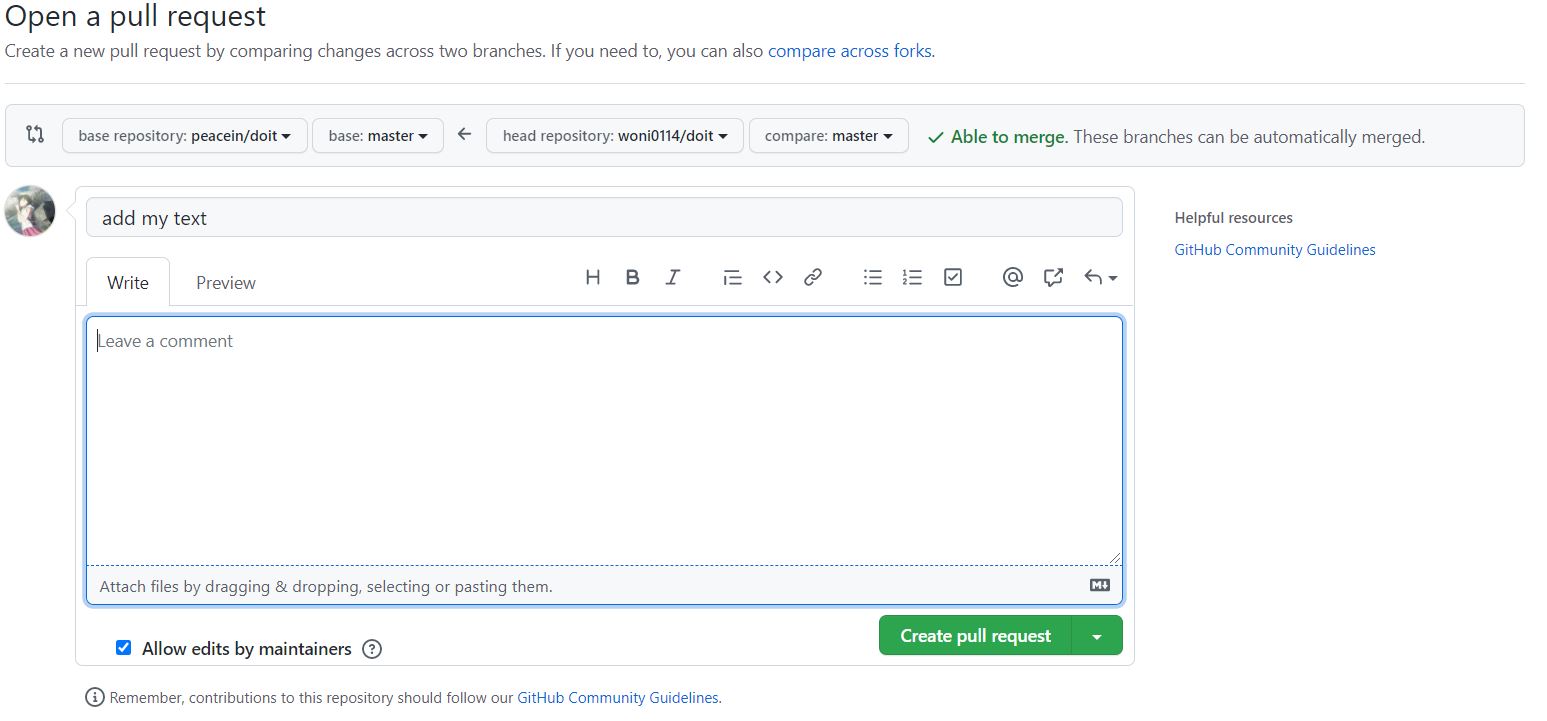 Open a pull request
Create a new pull request by comparing changes across two branches. If you need to, you can also compare across forks.
base repository: peacein/doit base: master head repository: woni0114/doit compare: master Able to merge. These branches can be automatically merged.
add my text
Helpful resources
GitHub Community Guidelines
Write Preview H B I
Leave a comment
Attach files by dragging & dropping, selecting or pasting them.
Allow edits by maintainers
Create pull request
Remember, contributions to this repository should follow our GitHub Community Guidelines.